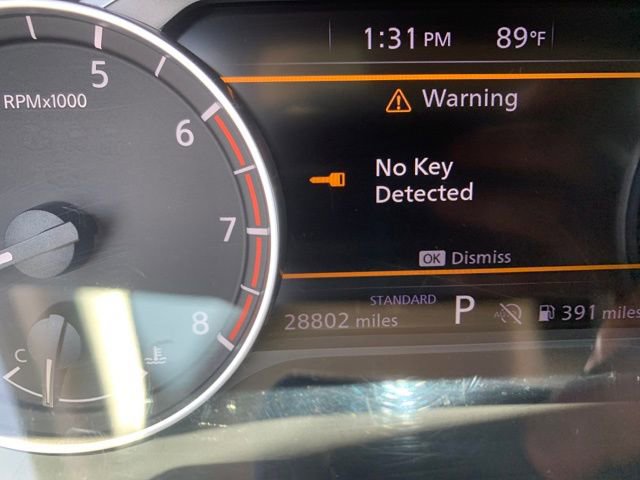 1:31 PM 89°F
5
RPMx1000
6
7
8
C
Warning
No Key
Detected
OK Dismiss
STANDARD
28802 miles P 391 miles